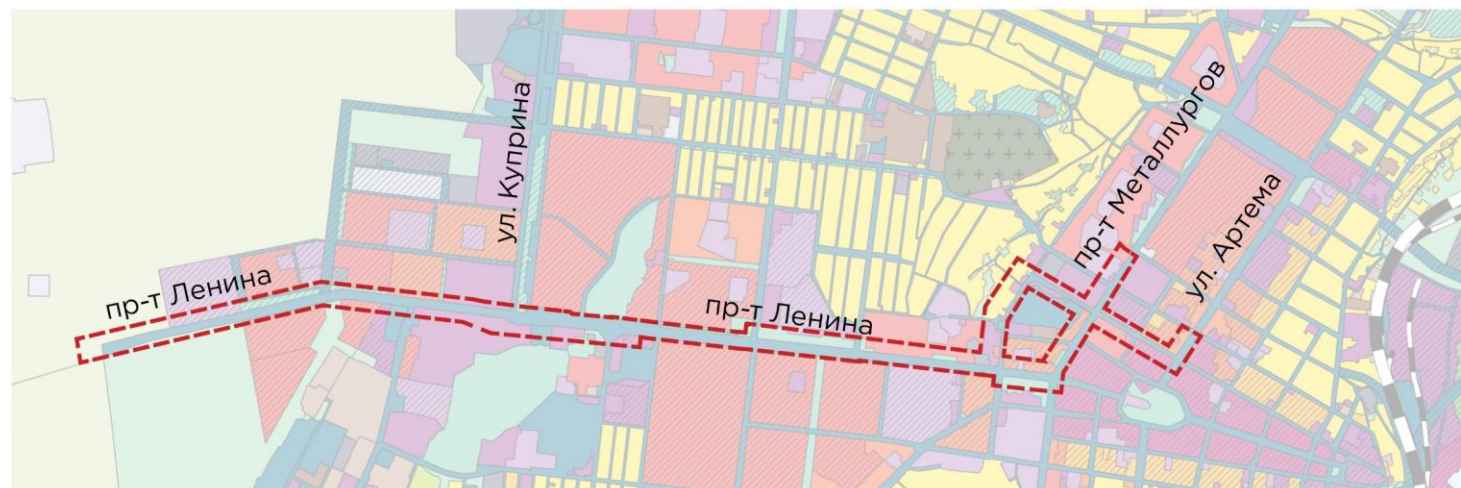 пр-т Ленина
ул. Куприна
пр-т Ленина
пр-т Металлургов
ул. Артема